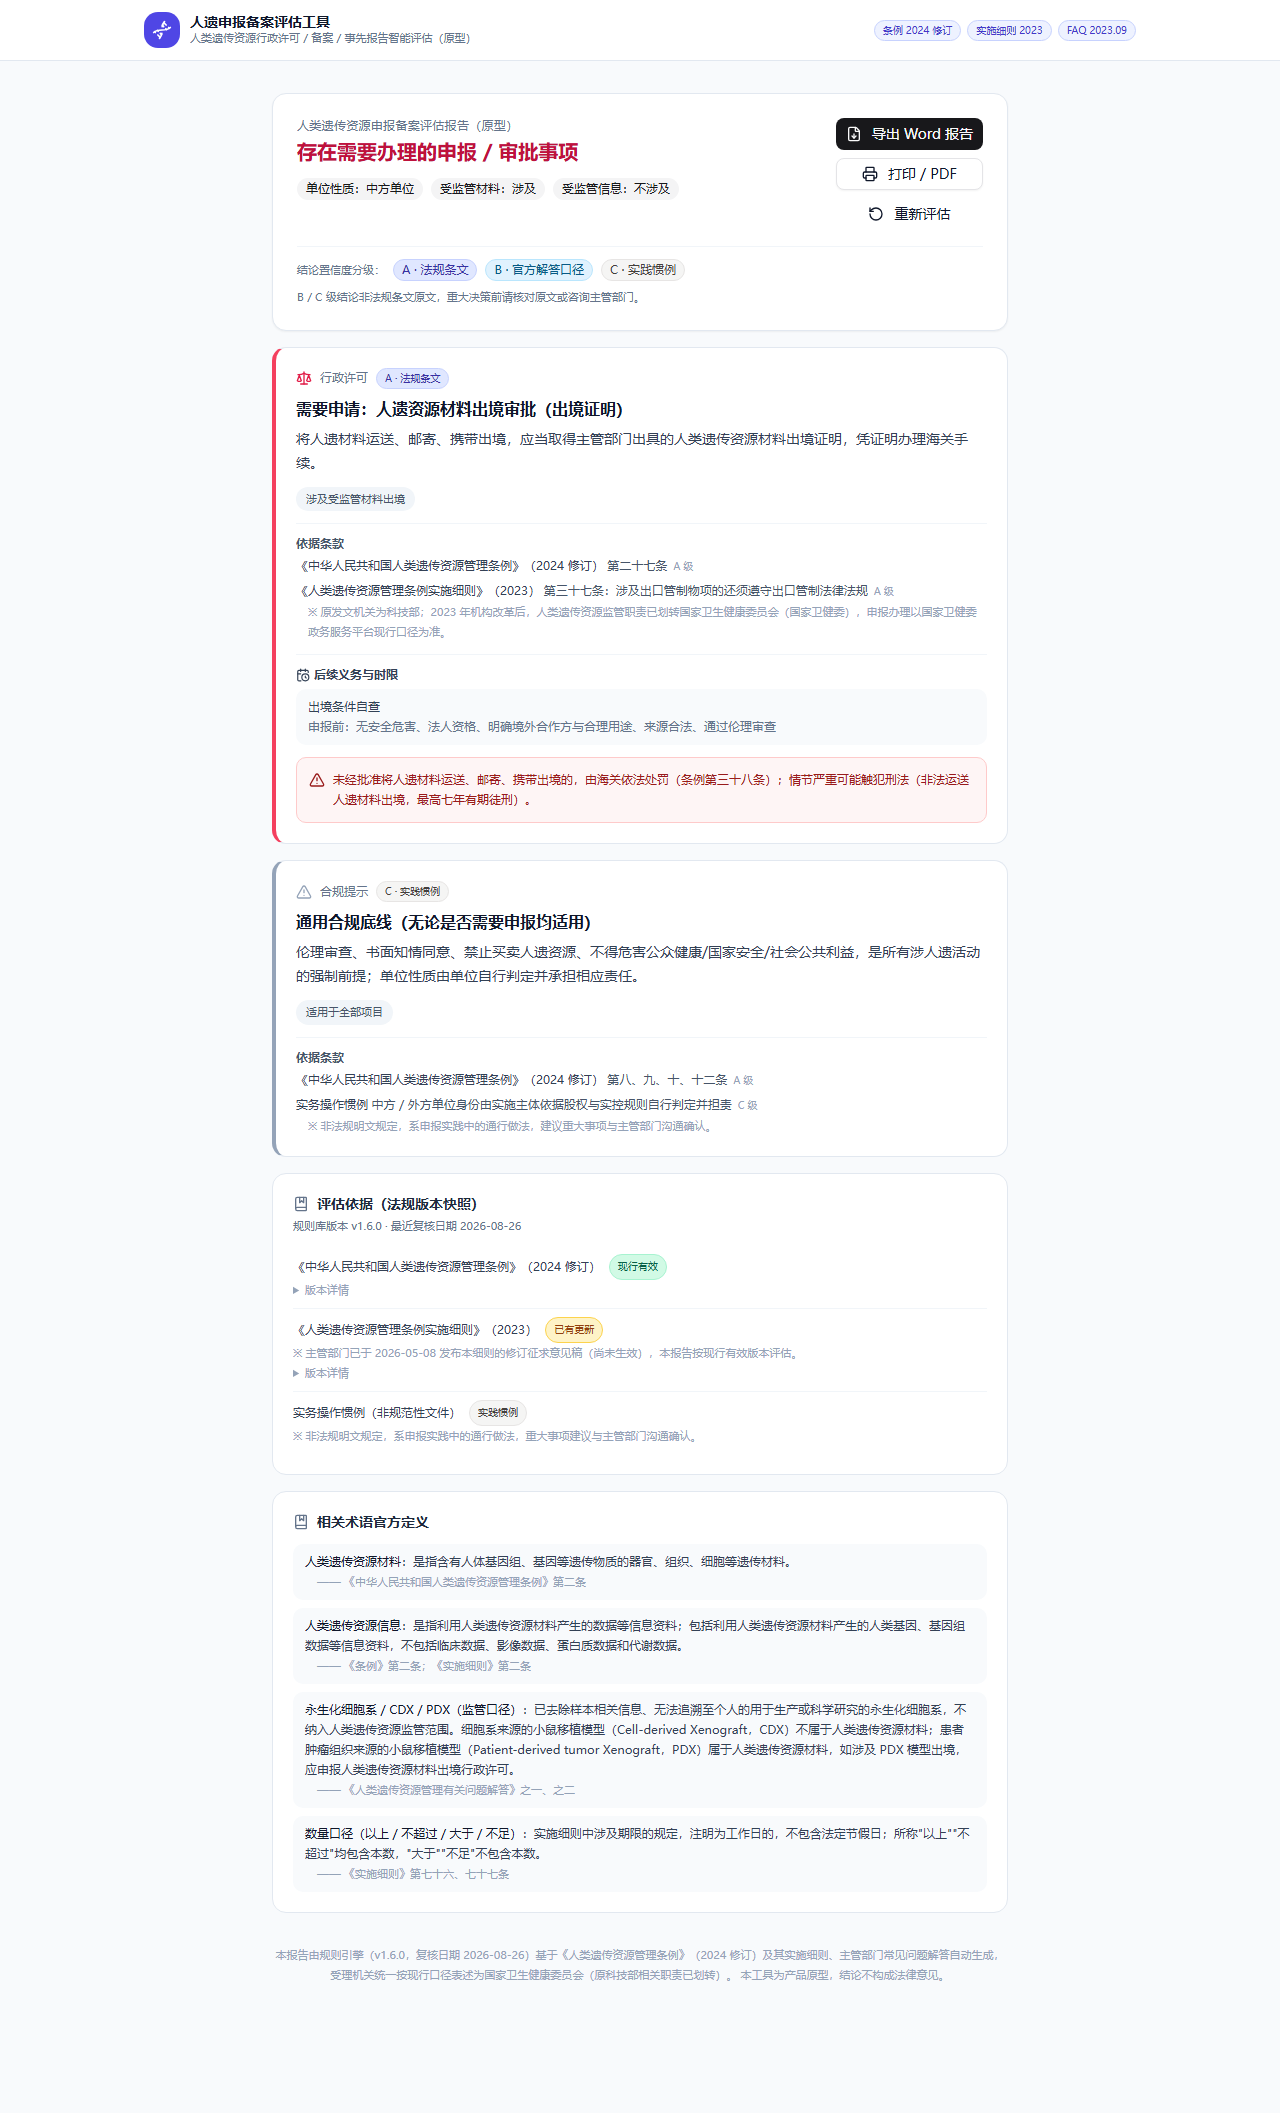 人遗申报备案评估工具
人类遗传资源行政许可 / 备案 / 事先报告智能评估（原型）
条例 2024 修订
实施细则 2023
FAQ 2023.09
人类遗传资源申报备案评估报告（原型）
存在需要办理的申报 / 审批事项
单位性质：中方单位
受监管材料：涉及
受监管信息：不涉及
导出 Word 报告
打印 / PDF
重新评估
结论置信度分级：
A · 法规条文
B · 官方解答口径
C · 实践惯例
B / C 级结论非法规条文原文，重大决策前请核对原文或咨询主管部门。
行政许可
A · 法规条文
需要申请：人遗资源材料出境审批（出境证明）
将人遗材料运送、邮寄、携带出境，应当取得主管部门出具的人类遗传资源材料出境证明，凭证明办理海关手
续。
涉及受监管材料出境
依据条款
《中华人民共和国人类遗传资源管理条例》（2024 修订） 第二十七条 A 级
《人类遗传资源管理条例实施细则》（2023） 第三十七条：涉及出口管制物项的还须遵守出口管制法律法规 A 级
※ 原发文机关为科技部；2023 年机构改革后，人类遗传资源监管职责已划转国家卫生健康委员会（国家卫健委），申报办理以国家卫健委
政务服务平台现行口径为准。
后续义务与时限
出境条件自查
申报前：无安全危害、法人资格、明确境外合作方与合理用途、来源合法、通过伦理审查
未经批准将人遗材料运送、邮寄、携带出境的，由海关依法处罚（条例第三十八条）；情节严重可能触犯刑法（非法运送
人遗材料出境，最高七年有期徒刑）。
合规提示
C · 实践惯例
通用合规底线（无论是否需要申报均适用）
伦理审查、书面知情同意、禁止买卖人遗资源、不得危害公众健康/国家安全/社会公共利益，是所有涉人遗活动
的强制前提；单位性质由单位自行判定并承担相应责任。
适用于全部项目
依据条款
《中华人民共和国人类遗传资源管理条例》（2024 修订） 第八、九、十、十二条 A 级
实务操作惯例 中方 / 外方单位身份由实施主体依据股权与实控规则自行判定并担责 C 级
※ 非法规明文规定，系申报实践中的通行做法，建议重大事项与主管部门沟通确认。
评估依据（法规版本快照）
规则库版本 v1.6.0 · 最近复核日期 2026-08-26
《中华人民共和国人类遗传资源管理条例》（2024 修订）
现行有效
版本详情
《人类遗传资源管理条例实施细则》（2023）
已有更新
※ 主管部门已于 2026-05-08 发布本细则的修订征求意见稿（尚未生效），本报告按现行有效版本评估。
版本详情
实务操作惯例（非规范性文件）
实践惯例
※ 非法规明文规定，系申报实践中的通行做法，重大事项建议与主管部门沟通确认。
相关术语官方定义
人类遗传资源材料：是指含有人体基因组、基因等遗传物质的器官、组织、细胞等遗传材料。
—— 《中华人民共和国人类遗传资源管理条例》第二条
人类遗传资源信息：是指利用人类遗传资源材料产生的数据等信息资料；包括利用人类遗传资源材料产生的人类基因、基因组
数据等信息资料，不包括临床数据、影像数据、蛋白质数据和代谢数据。
—— 《条例》第二条；《实施细则》第二条
永生化细胞系 / CDX / PDX（监管口径）：已去除样本相关信息、无法追溯至个人的用于生产或科学研究的永生化细胞系，不
纳入人类遗传资源监管范围。细胞系来源的小鼠移植模型（Cell-derived Xenograft，CDX）不属于人类遗传资源材料；患者
肿瘤组织来源的小鼠移植模型（Patient-derived tumor Xenograft，PDX）属于人类遗传资源材料，如涉及 PDX 模型出境，
应申报人类遗传资源材料出境行政许可。
—— 《人类遗传资源管理有关问题解答》之一、之二
数量口径（以上 / 不超过 / 大于 / 不足）：实施细则中涉及期限的规定，注明为工作日的，不包含法定节假日；所称"以上""不
超过"均包含本数，"大于""不足"不包含本数。
—— 《实施细则》第七十六、七十七条
本报告由规则引擎（v1.6.0，复核日期 2026-08-26）基于《人类遗传资源管理条例》（2024 修订）及其实施细则、主管部门常见问题解答自动生成，
受理机关统一按现行口径表述为国家卫生健康委员会（原科技部相关职责已划转）。 本工具为产品原型，结论不构成法律意见。